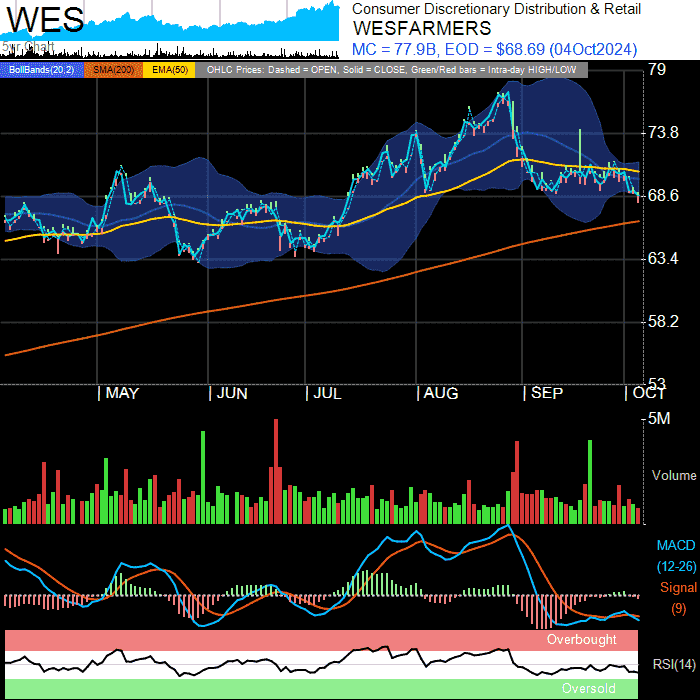 WES
5yr Chart
Consumer Discretionary Distribution & Retail
WESFARMERS
MC = 77.9B, EOD = $68.69 (04Oct2024)
BollBands(20,2) SMA(200) EMA(50) OHLC Prices: Dashed = OPEN, Solid = CLOSE, Green/Red bars = Intra-day HIGH/LOW
79
73.8
68.6
63.4
58.2
53
MAY JUN JUL AUG SEP OCT
5M
Volume
MACD
(12-26)
Signal
(9)
Overbought
RSI(14)
Oversold